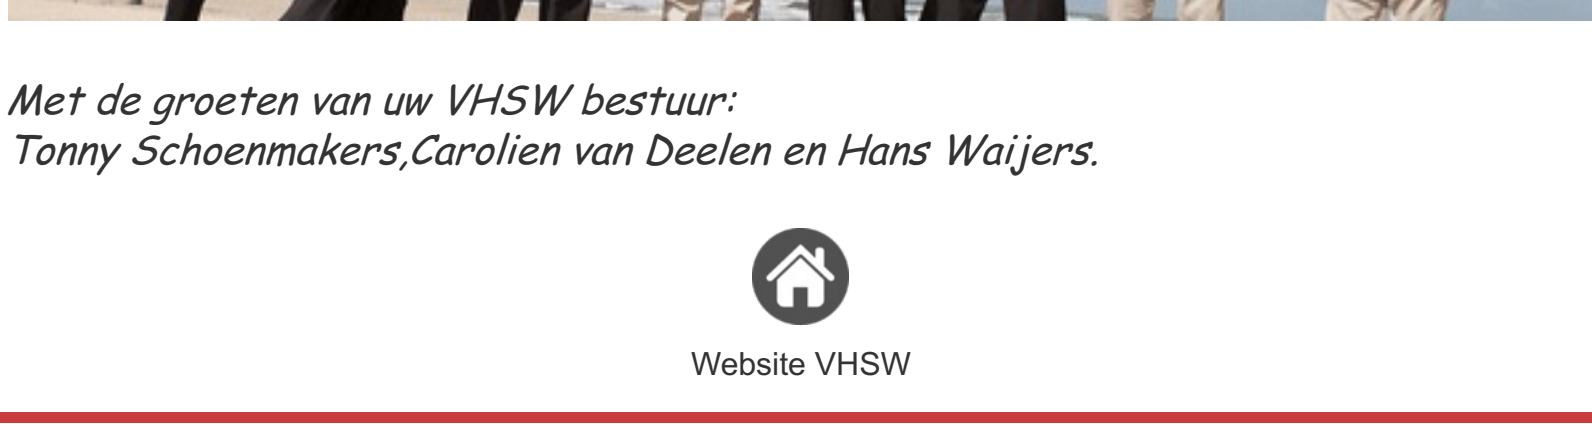 Met de groeten van uw VHSW bestuur:
Tonny Schoenmakers,Carolien van Deelen en Hans Waijers.
Website VHSW